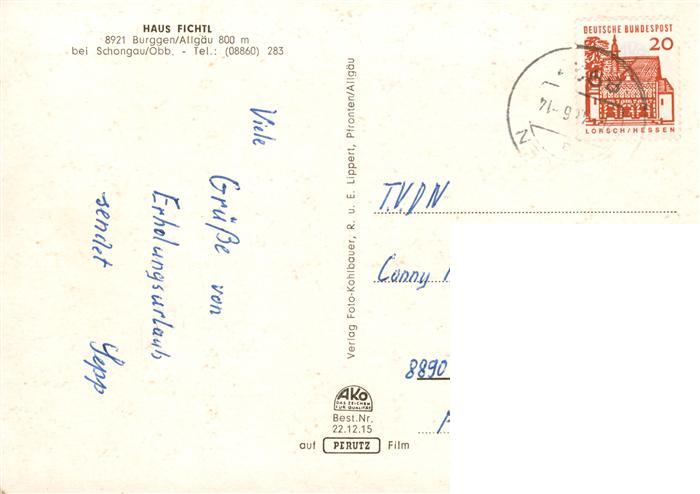 HAUS FICHTL
8921 Burggen/Allgäu 800 m
bei Schongau/Obb. - Tel.: (08860) 283
DEUTSCHE BUNDESPOST
20
LORSCH/HESSEN
Viele
Grüße von
Erholungsurlaub
sendet Sepp
Verlag Foto-Kohlbauer, R. u. E. Lippert, Pfronten/Allgäu
T.V.D.N
Conny
8890
AKO
DAS ZEICHEN
FÜR QUALITÄT
Best.Nr.
22.12.15
auf PERUTZ Film